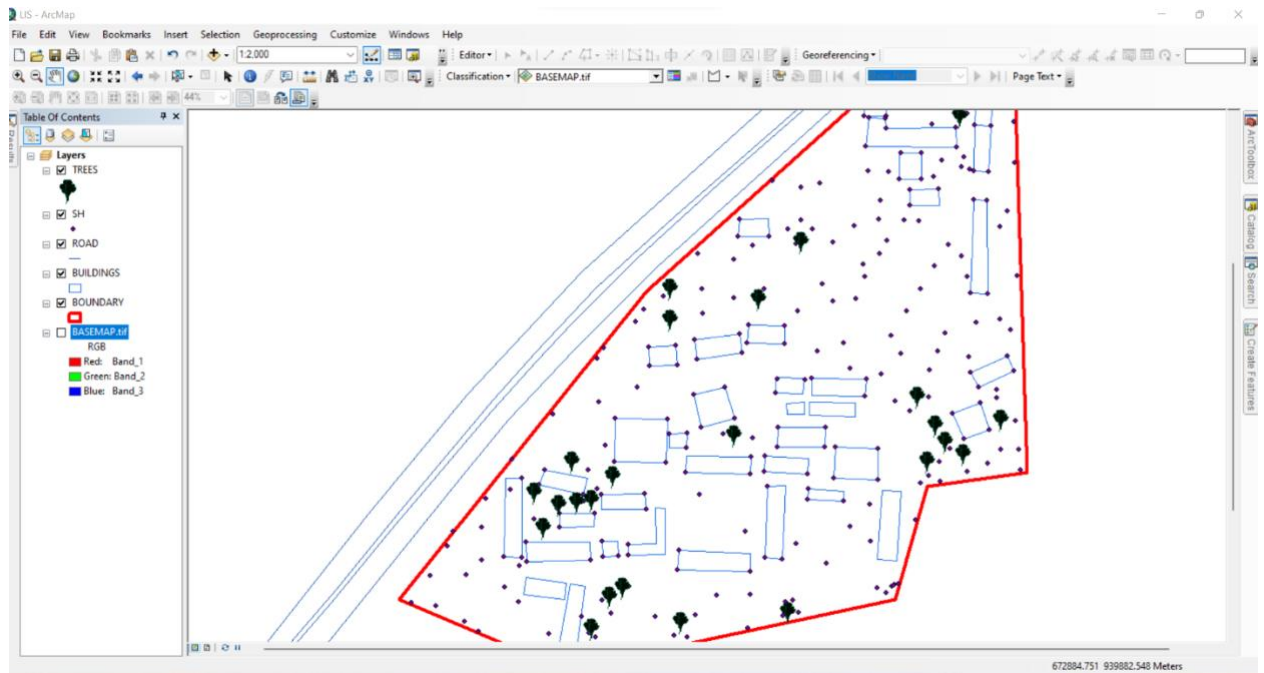 LIS - ArcMap
File Edit View Bookmarks Insert Selection Geoprocessing Customize Windows Help
1:2,000 Editor Georeferencing
Classification BASEMAP.tif Page Text
44%
Table Of Contents
Layers
TREES
SH
ROAD
BUILDINGS
BOUNDARY
BASEMAP.tif
RGB
Red: Band_1
Green: Band_2
Blue: Band_3
ArcToolbox
Catalog
Search
Create Features
672884.751 939882.548 Meters